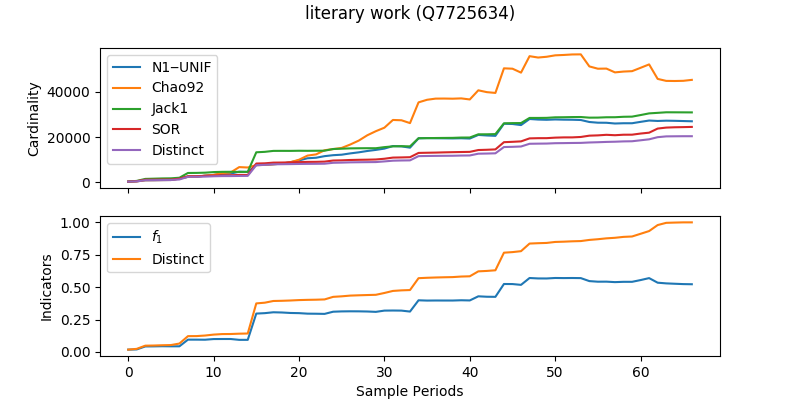 literary work (Q7725634)
Cardinality
40000
20000
0
N1−UNIF
Chao92
Jack1
SOR
Distinct
Indicators
1.00
0.75
0.50
0.25
0.00
f₁
Distinct
0 10 20 30 40 50 60
Sample Periods